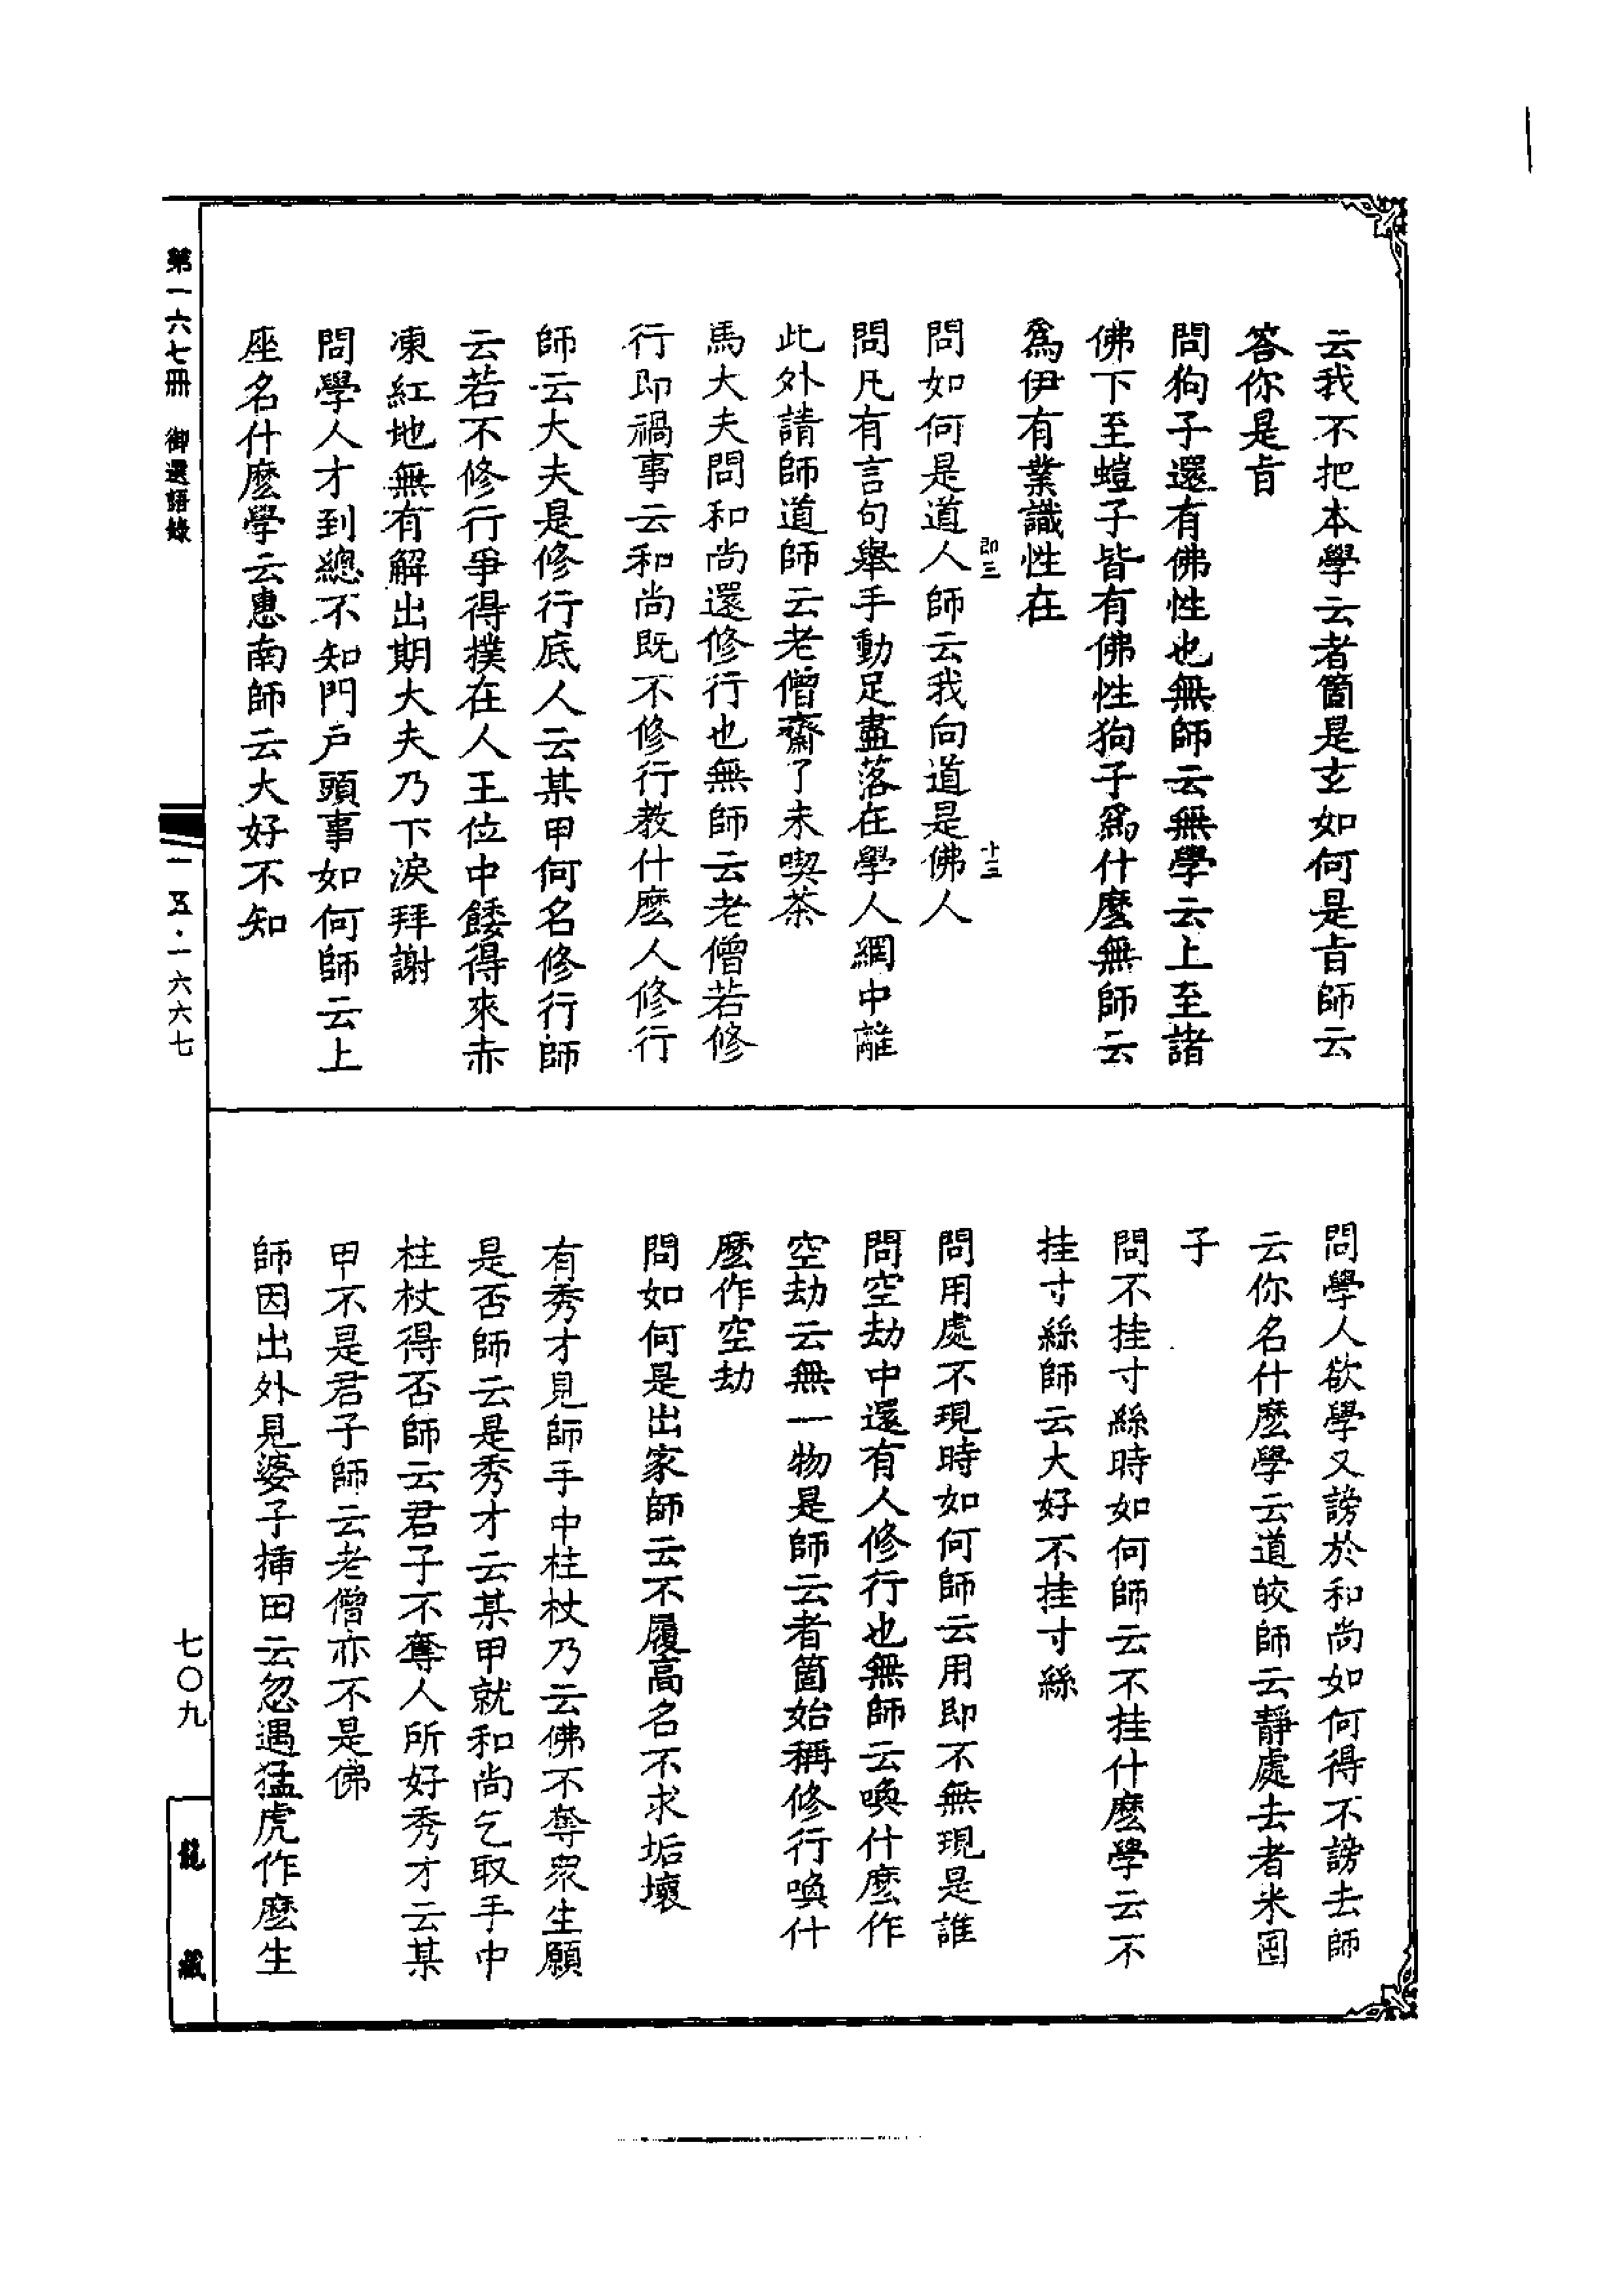 云我不把本學云者箇是玄如何是㫖師云
答你是㫖
問狗子還有佛性也無師云無學云上至諸
佛下至螘子皆有佛性狗子爲什麽無師云
爲伊有業識性在
即三
十三
問如何是道人師云我向道是佛人
問凡有言句舉手動足盡落在學人網中離
此外請師道師云老僧齋了未喫茶
馬大夫問和尚還修行也無師云老僧若修
行即禍事云和尚既不修行教什麽人修行
師云大夫是修行底人云某甲何名修行師
云若不修行爭得撲在人王位中餧得來赤
凍紅地無有解出期大夫乃下淚拜謝
問學人才到總不知門戸頭事如何師云上
座名什麽學云惠南師云大好不知
問學人欲學又謗於和尚如何得不謗去師
云你名什麽學云道皎師云靜處去者米囤
子
問不挂寸絲時如何師云不挂什麽學云不
挂寸絲師云大好不挂寸絲
問用處不現時如何師云用即不無現是誰
問空劫中還有人修行也無師云喚什麽作
空劫云無一物是師云者箇始稱修行喚什
麽作空劫
問如何是出家師云不履高名不求垢壞
有秀才見師手中柱杖乃云佛不奪衆生願
是否師云是秀才云某甲就和尚乞取手中
柱杖得否師云君子不奪人所好秀才云某
甲不是君子師云老僧亦不是佛
師因出外見婆子揷田云忽遇猛虎作麽生
第一六七冊 御選語錄
一五·一六六七
七〇九
龍藏